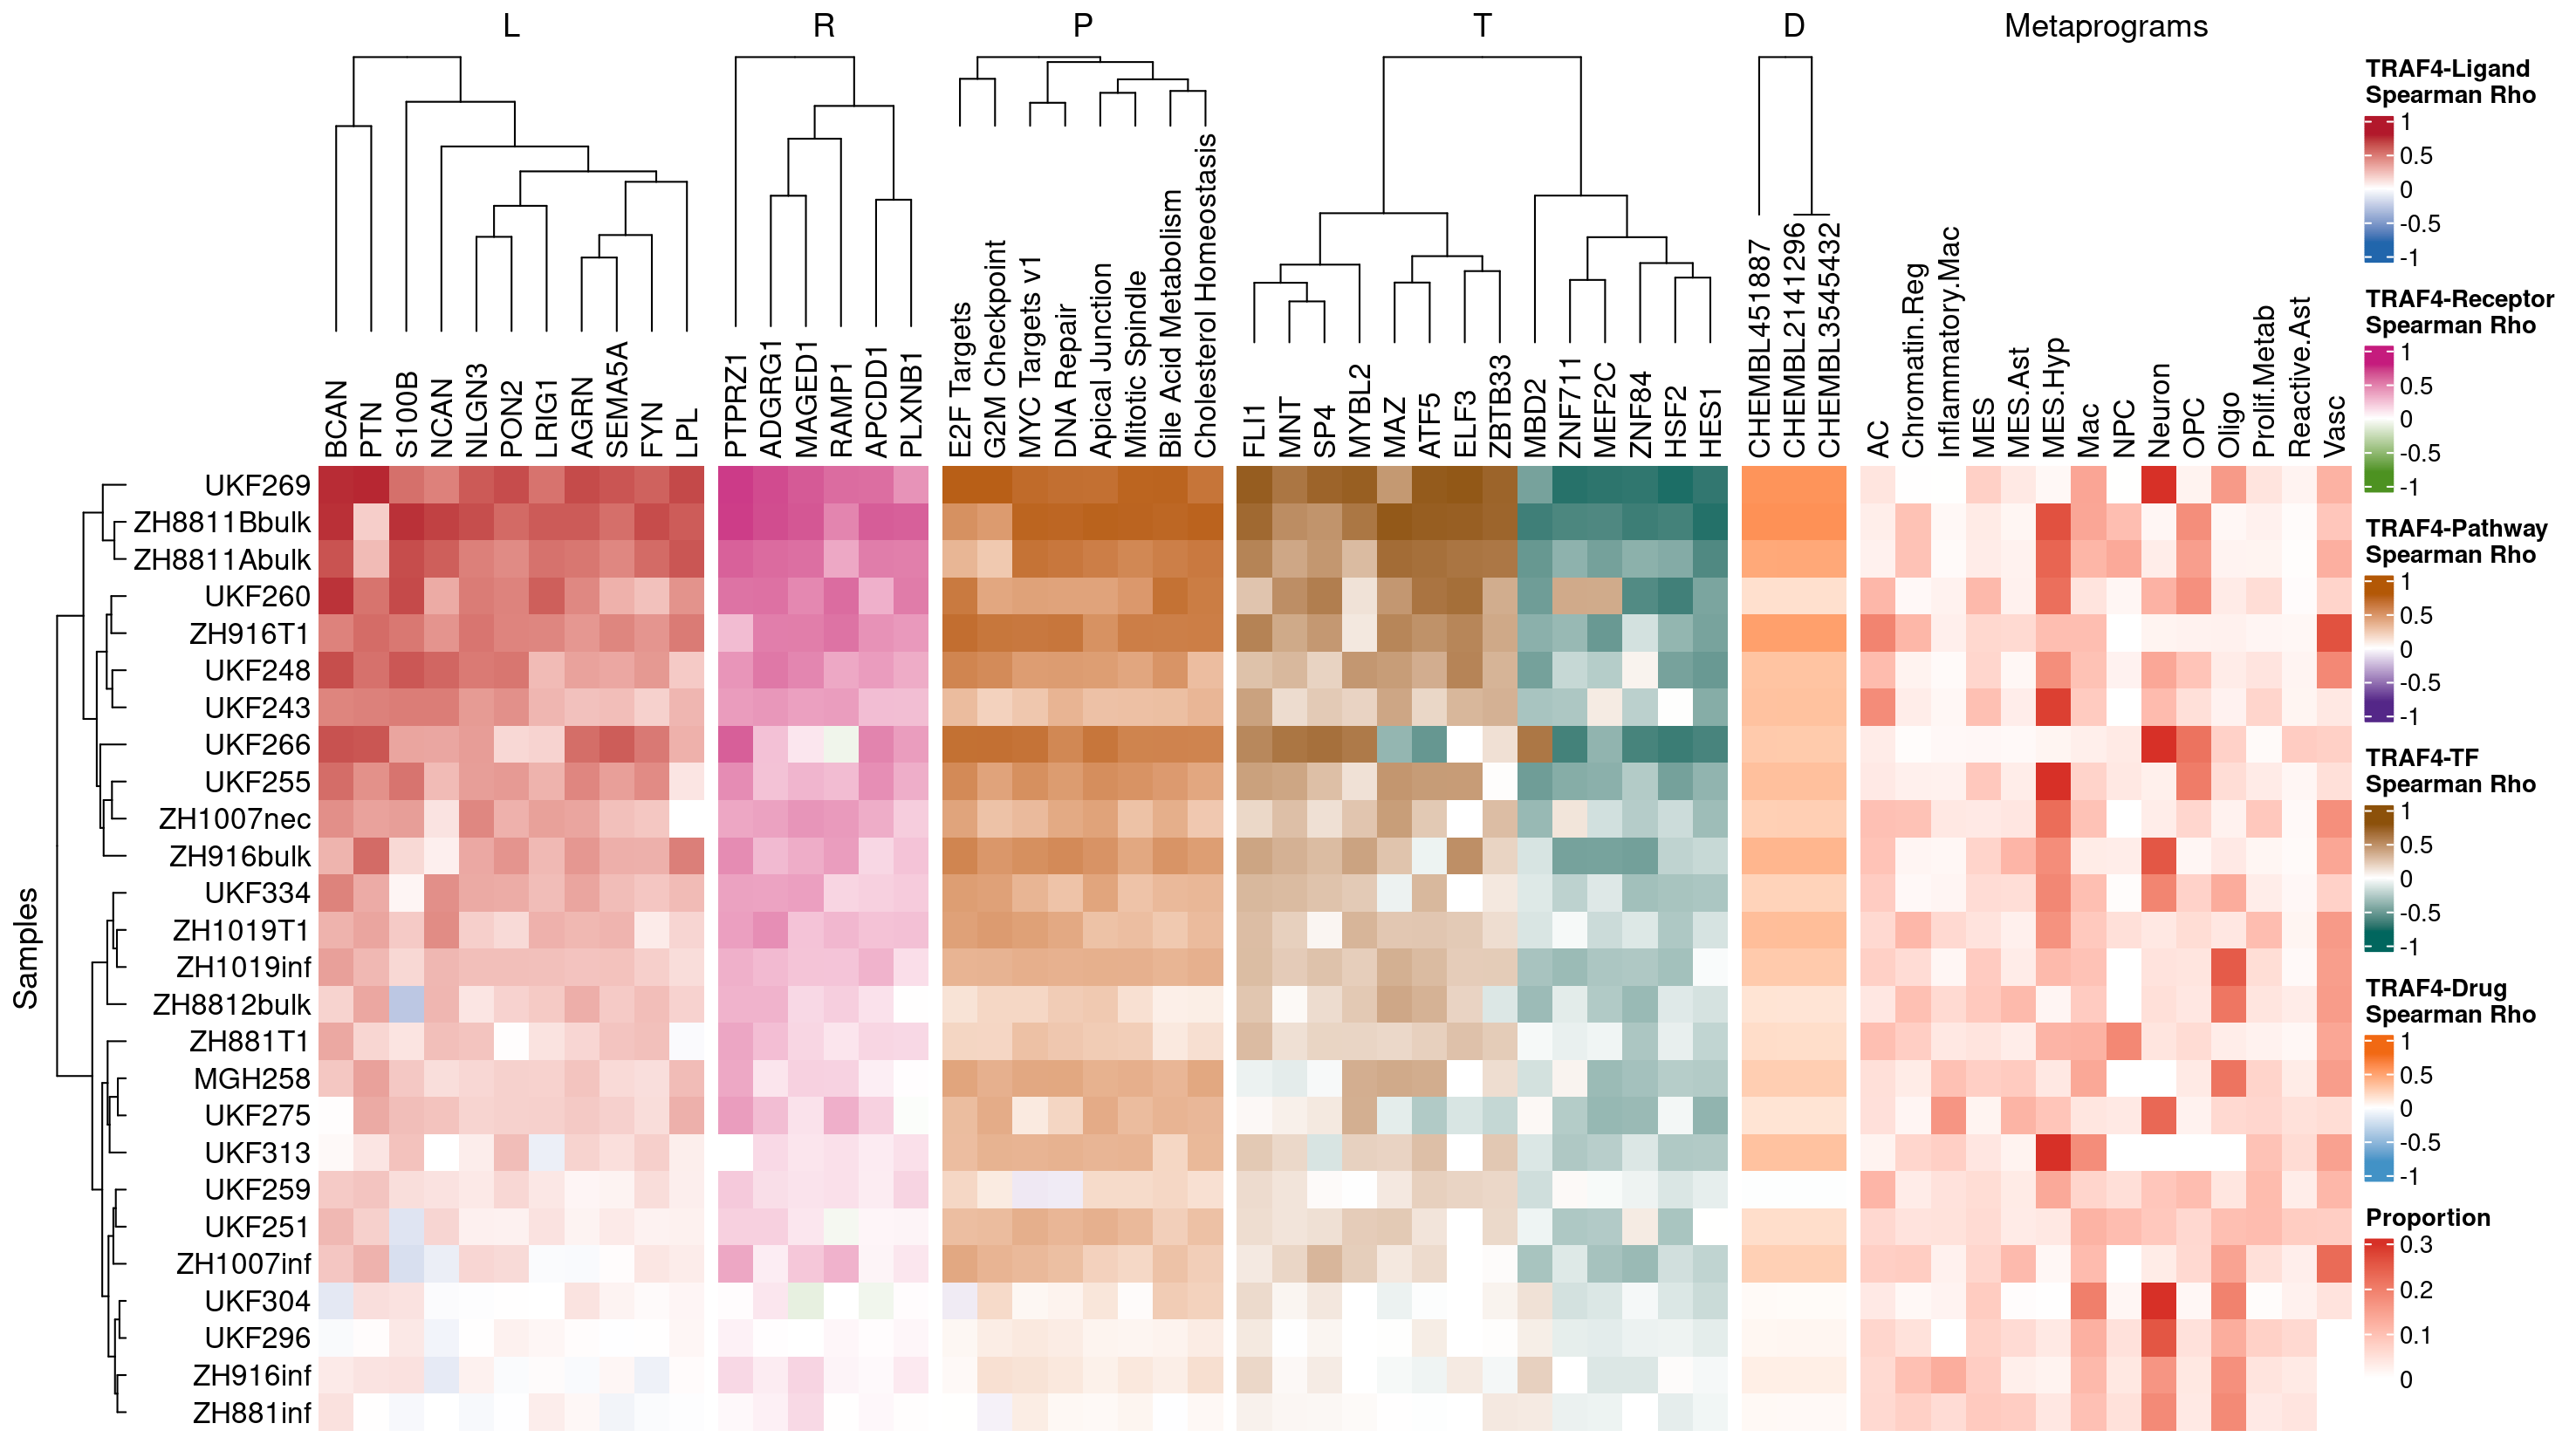 L R P T D Metaprograms
BCAN PTN S100B NCAN NLGN3 PON2 LRIG1 AGRN SEMA5A FYN LPL
PTPRZ1 ADGRG1 MAGED1 RAMP1 APCDD1 PLXNB1
E2F Targets
G2M Checkpoint
MYC Targets v1
DNA Repair
Apical Junction
Mitotic Spindle
Bile Acid Metabolism
Cholesterol Homeostasis
FLI1 MNT SP4 MYBL2 MAZ ATF5 ELF3 ZBTB33 MBD2 ZNF711 MEF2C ZNF84 HSF2 HES1
CHEMBL451887
CHEMBL2141296
CHEMBL3545432
AC
Chromatin.Reg
Inflammatory.Mac
MES
MES.Ast
MES.Hyp
Mac
NPC
Neuron
OPC
Oligo
Prolif.Metab
Reactive.Ast
Vasc
Samples
UKF269
ZH8811Bbulk
ZH8811Abulk
UKF260
ZH916T1
UKF248
UKF243
UKF266
UKF255
ZH1007nec
ZH916bulk
UKF334
ZH1019T1
ZH1019inf
ZH8812bulk
ZH881T1
MGH258
UKF275
UKF313
UKF259
UKF251
ZH1007inf
UKF304
UKF296
ZH916inf
ZH881inf
TRAF4-Ligand
Spearman Rho
1
0.5
0
-0.5
-1
TRAF4-Receptor
Spearman Rho
1
0.5
0
-0.5
-1
TRAF4-Pathway
Spearman Rho
1
0.5
0
-0.5
-1
TRAF4-TF
Spearman Rho
1
0.5
0
-0.5
-1
TRAF4-Drug
Spearman Rho
1
0.5
0
-0.5
-1
Proportion
0.3
0.2
0.1
0